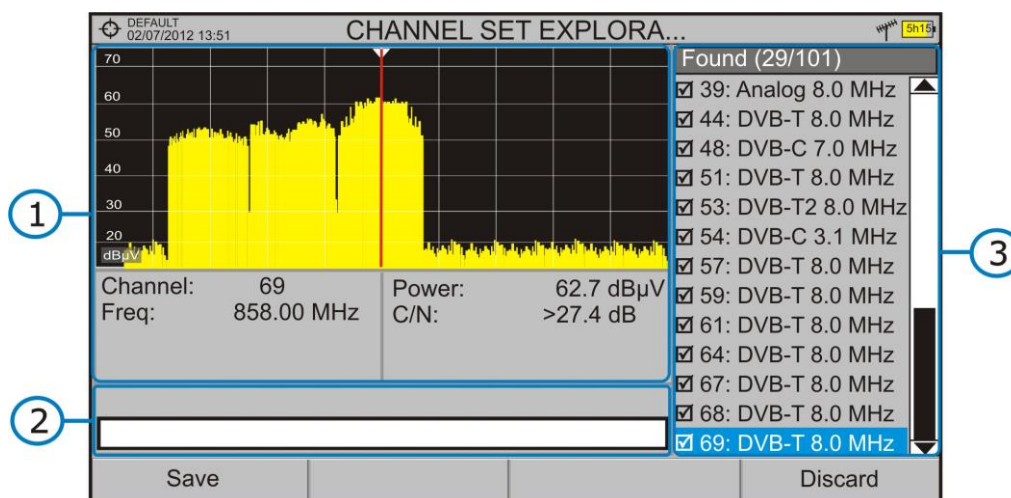 DEFAULT
02/07/2012 13:51
CHANNEL SET EXPLORA...
5h15
70
60
50
40
30
20
dBµV
Channel: 69
Freq: 858.00 MHz
Power: 62.7 dBµV
C/N: >27.4 dB
Found (29/101)
39: Analog 8.0 MHz
44: DVB-T 8.0 MHz
48: DVB-C 7.0 MHz
51: DVB-T 8.0 MHz
53: DVB-T2 8.0 MHz
54: DVB-C 3.1 MHz
57: DVB-T 8.0 MHz
59: DVB-T 8.0 MHz
61: DVB-T 8.0 MHz
64: DVB-T 8.0 MHz
67: DVB-T 8.0 MHz
68: DVB-T 8.0 MHz
69: DVB-T 8.0 MHz
1
2
3
Save
Discard